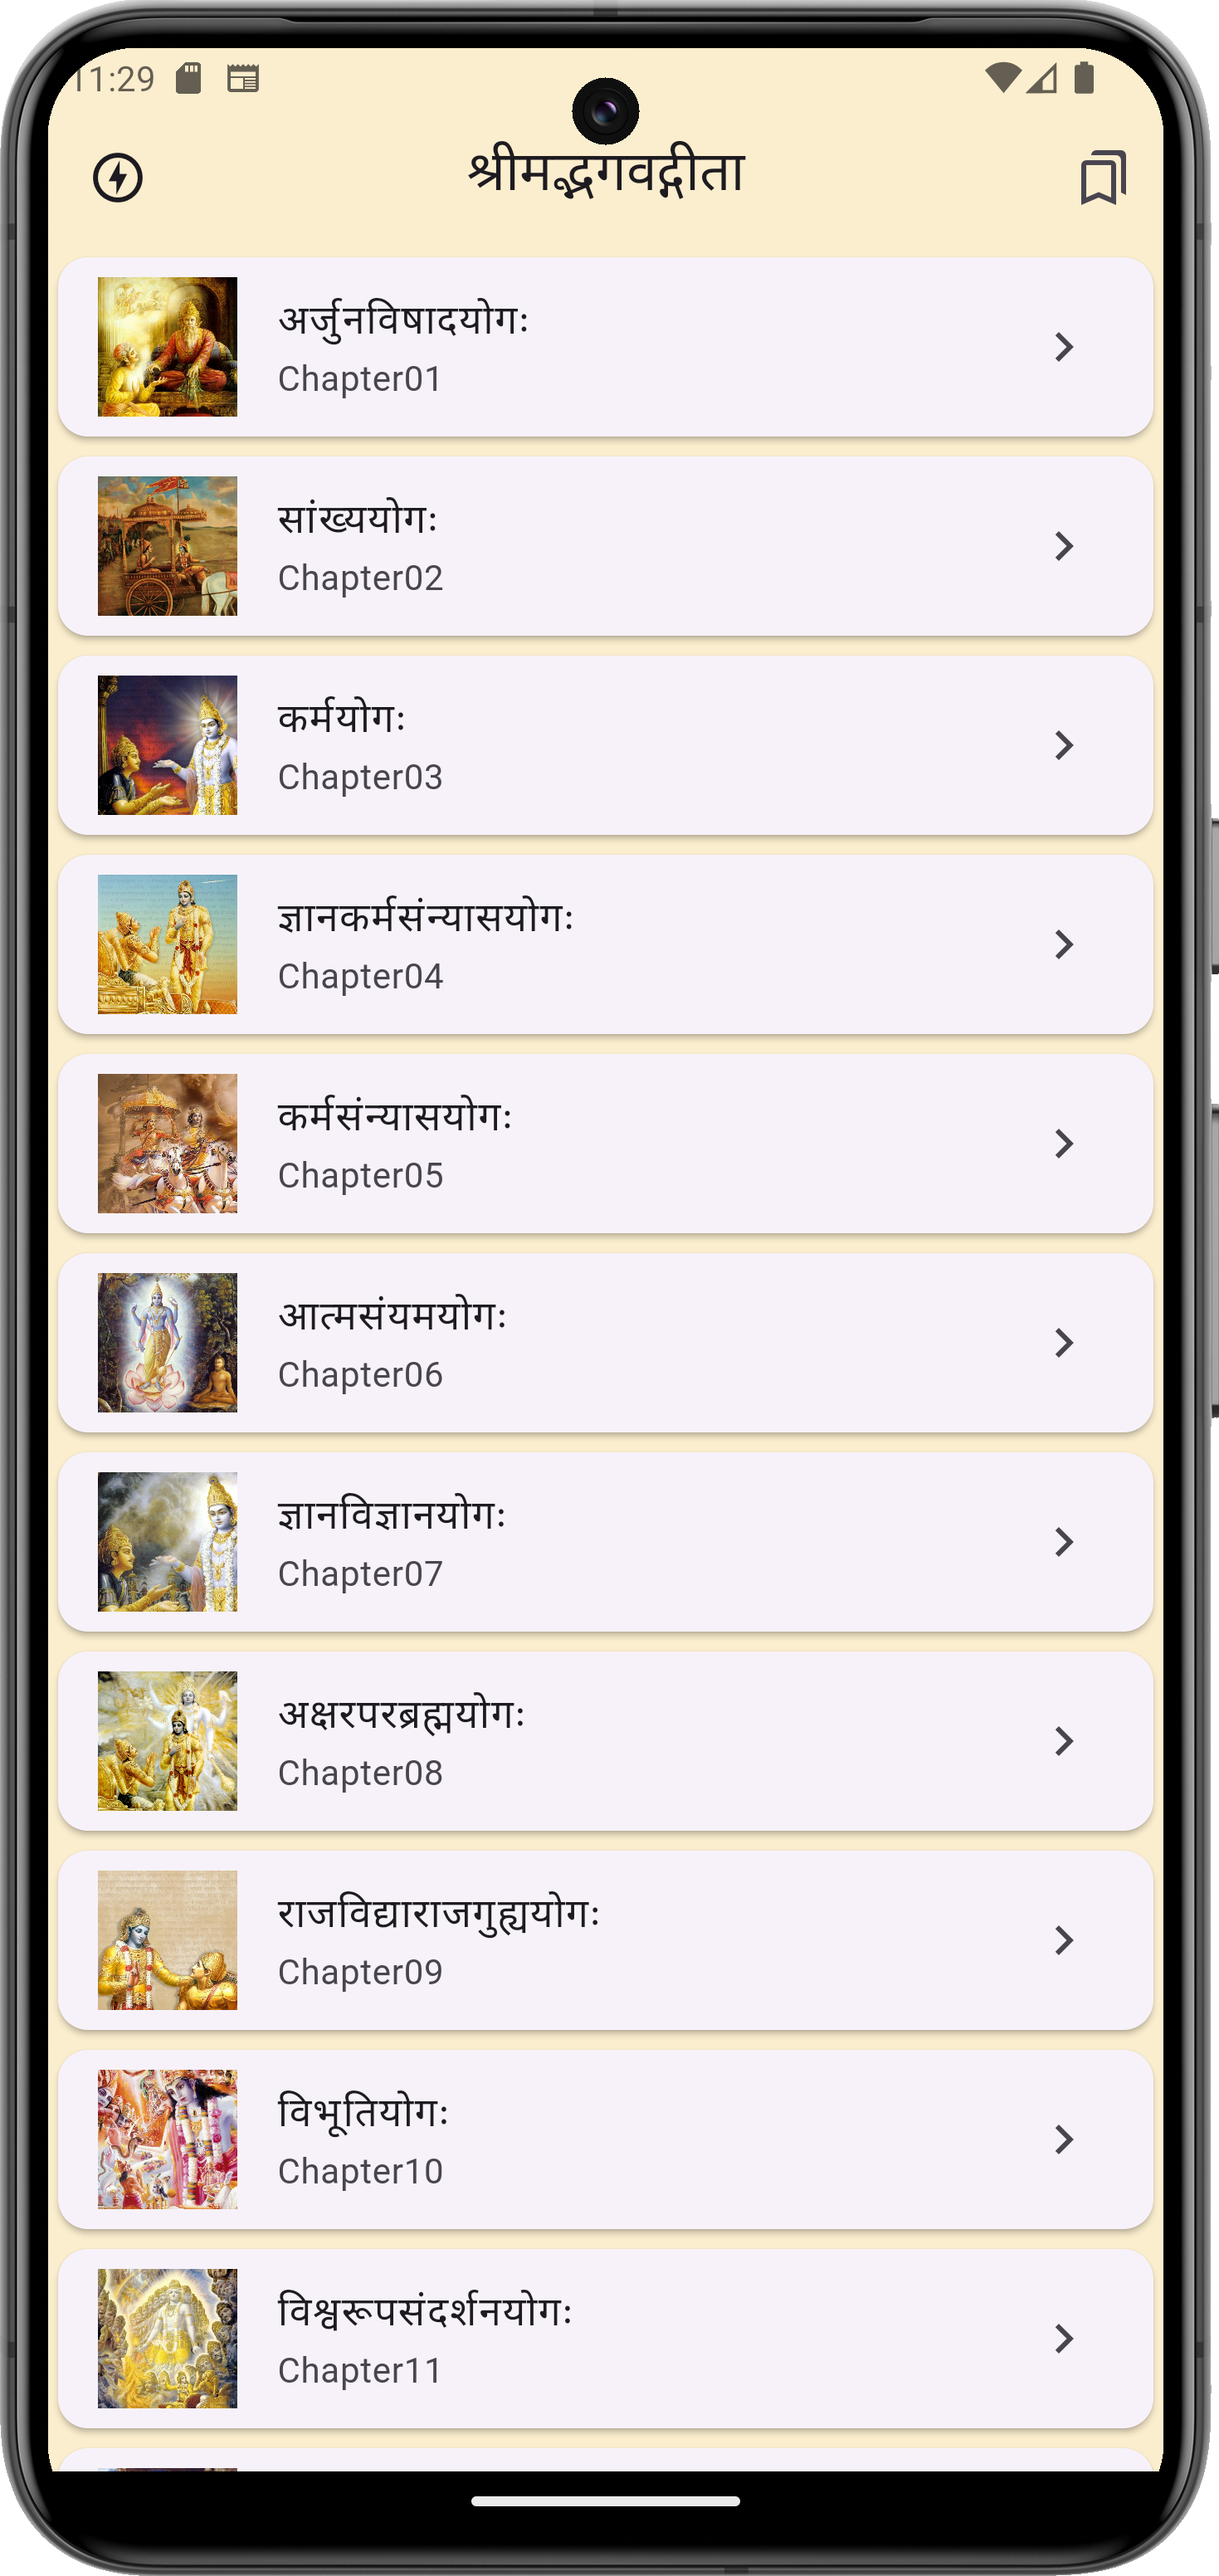 11:29
श्रीमद्भगवद्गीता
अर्जुनविषादयोगः
Chapter01
सांख्ययोगः
Chapter02
कर्मयोगः
Chapter03
ज्ञानकर्मसंन्यासयोगः
Chapter04
कर्मसंन्यासयोगः
Chapter05
आत्मसंयमयोगः
Chapter06
ज्ञानविज्ञानयोगः
Chapter07
अक्षरपरब्रह्मयोगः
Chapter08
राजविद्याराजगुह्ययोगः
Chapter09
विभूतियोगः
Chapter10
विश्वरूपसंदर्शनयोगः
Chapter11